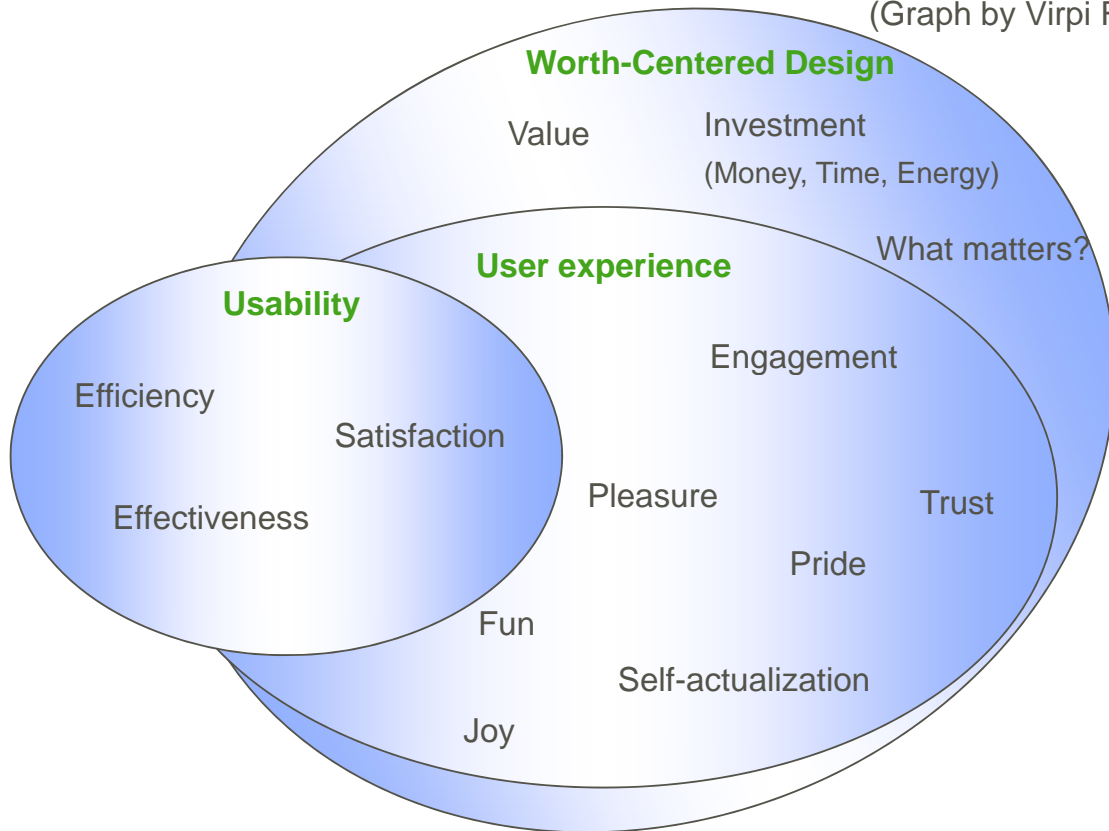 (Graph by Virpi
Worth-Centered Design
Value
Investment
(Money, Time, Energy)
What matters?
User experience
Usability
Engagement
Efficiency
Satisfaction
Pleasure
Trust
Effectiveness
Pride
Fun
Self-actualization
Joy